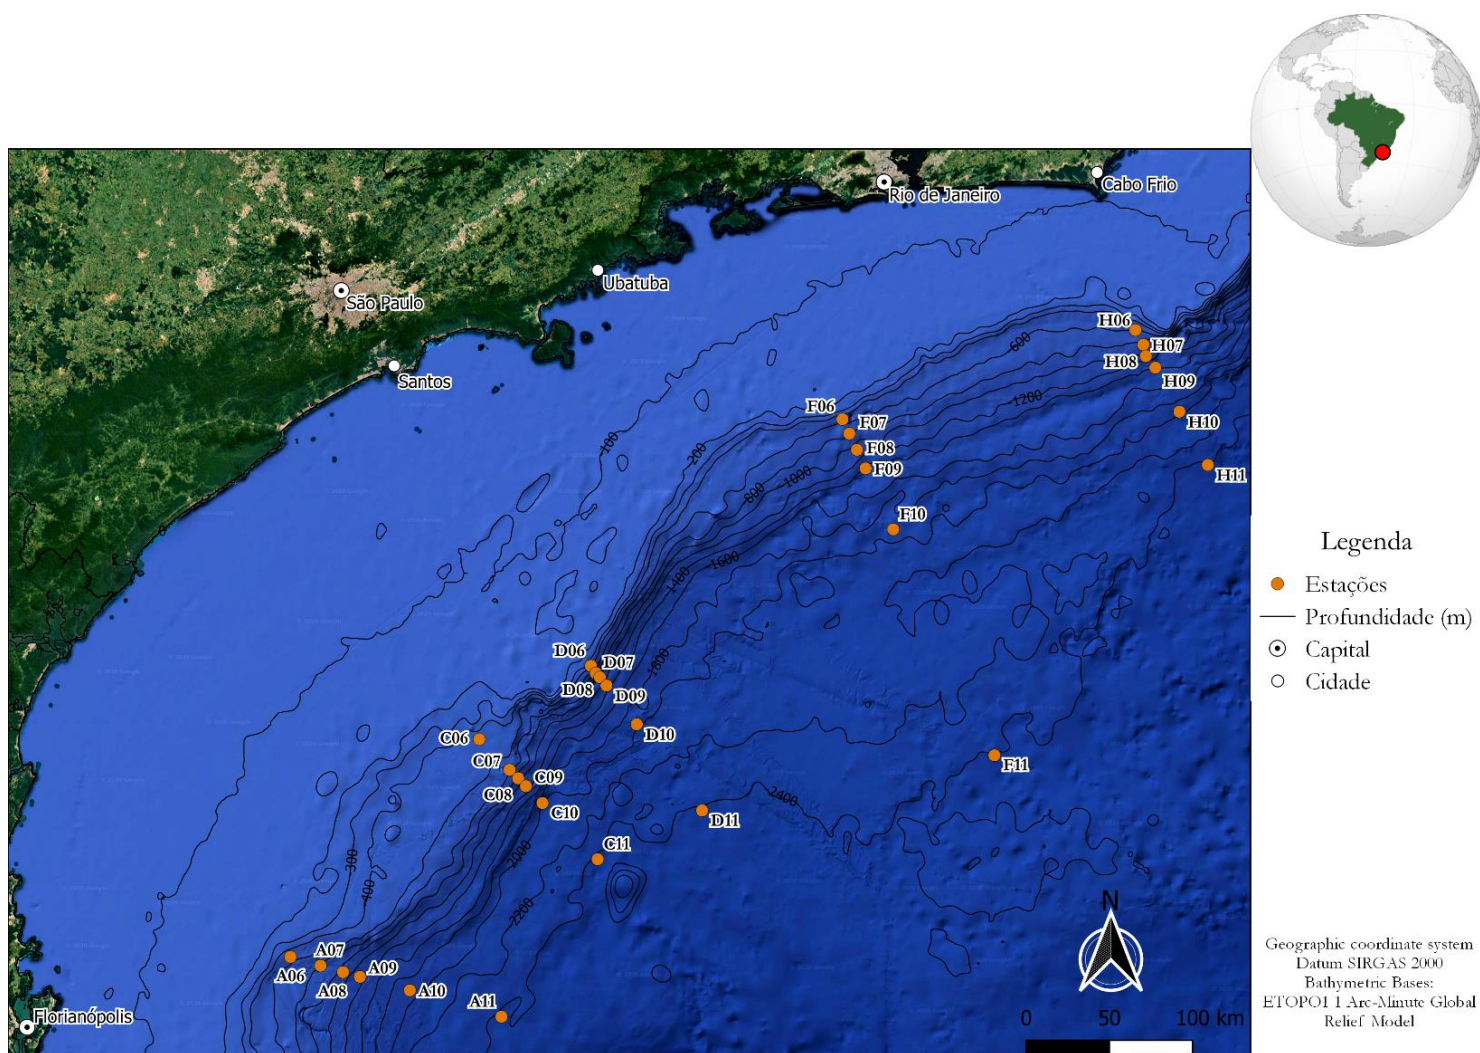 Cabo Frio
Rio de Janeiro
Ubatuba
São Paulo
Santos
H06
600
H07
H08
H09
1200
H10
F06
F07
100
200
F08
H11
F09
1000
800
F10
1600
1400
D06
D07
1800
D08
D09
D10
C06
F11
C07
C09
C08
2400
C10
D11
300
2000
C11
400
2200
A07
A06
A09
A08
A10
A11
Florianópolis
N
0 50 100 km
Legenda
Estações
Profundidade (m)
Capital
Cidade
Geographic coordinate system
Datum SIRGAS 2000
Bathymetric Bases:
ETOPO1 1 Arc-Minute Global
Relief Model